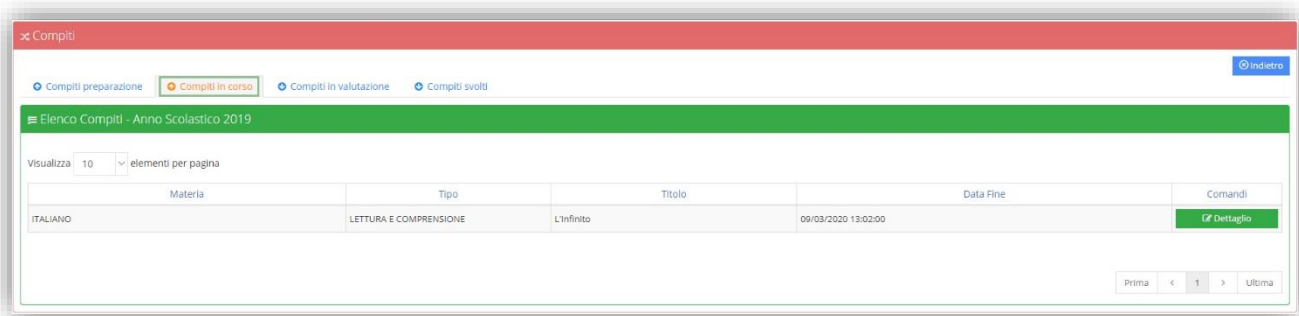 Compiti
Indietro
Compiti preparazione Compiti in corso Compiti in valutazione Compiti svolti
Elenco Compiti - Anno Scolastico 2019
Visualizza 10 elementi per pagina
Materia Tipo Titolo Data Fine Comandi
ITALIANO LETTURA E COMPRENSIONE L'Infinito 09/03/2020 13:02:00 Dettaglio
Prima < 1 > Ultima